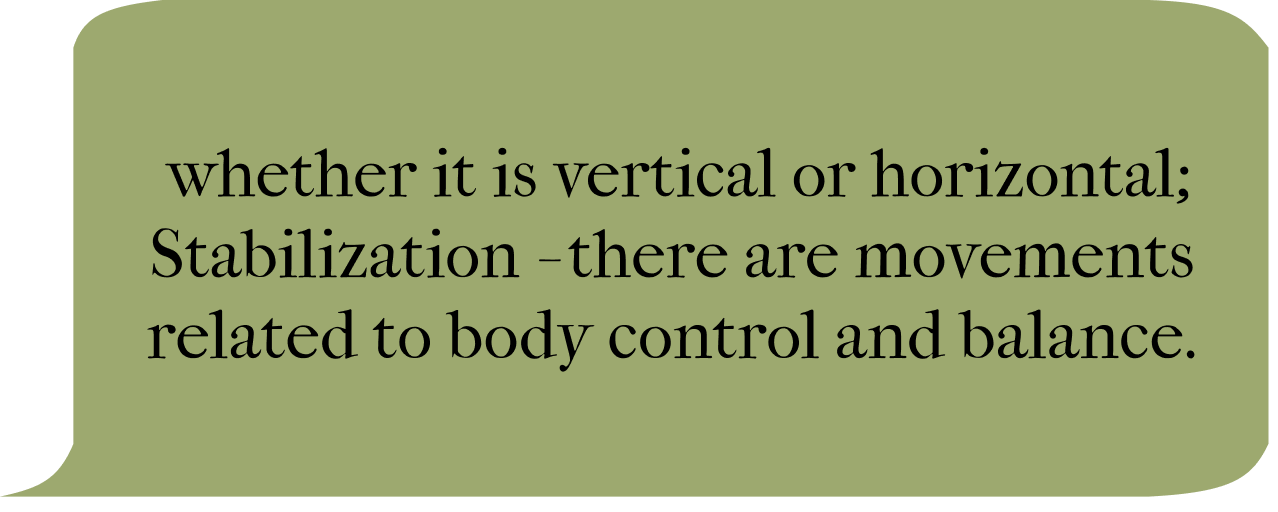 whether it is vertical or horizontal;
Stabilization -there are movements
related to body control and balance.